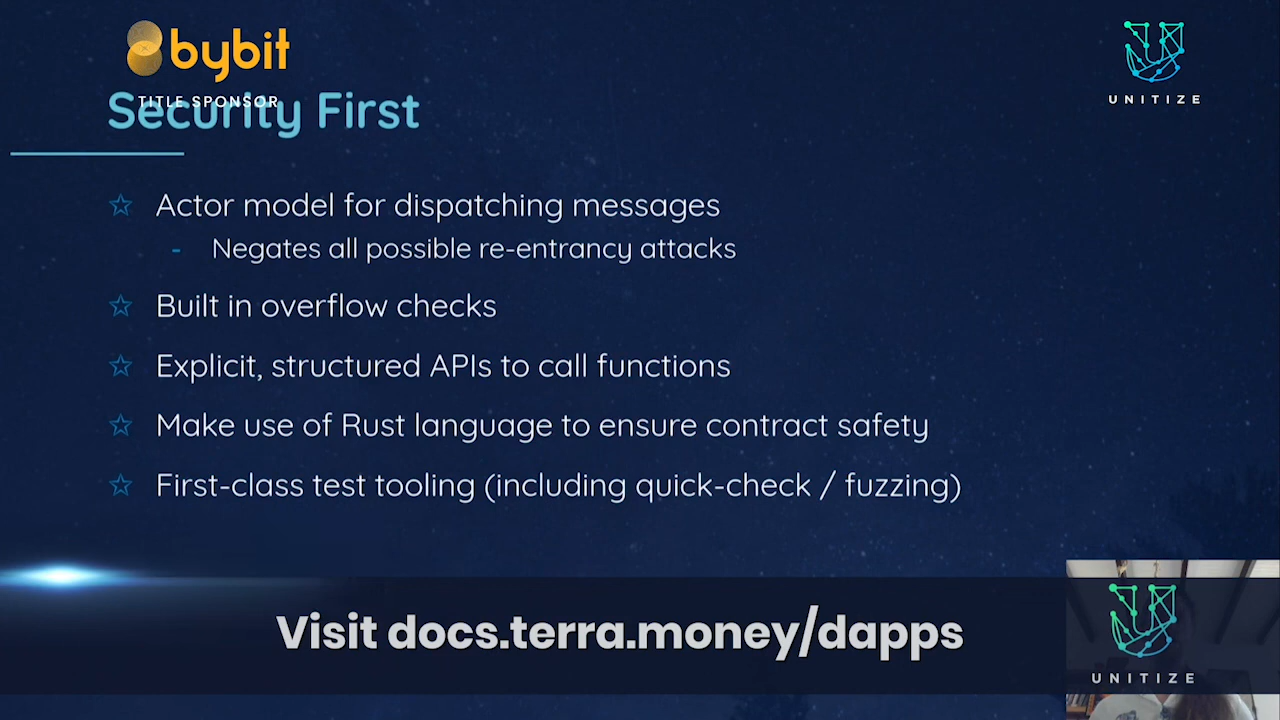 bybit
TITLE SPONSOR
UNITIZE
Security First
Actor model for dispatching messages
- Negates all possible re-entrancy attacks
Built in overflow checks
Explicit, structured APIs to call functions
Make use of Rust language to ensure contract safety
First-class test tooling (including quick-check / fuzzing)
Visit docs.terra.money/dapps
UNITIZE